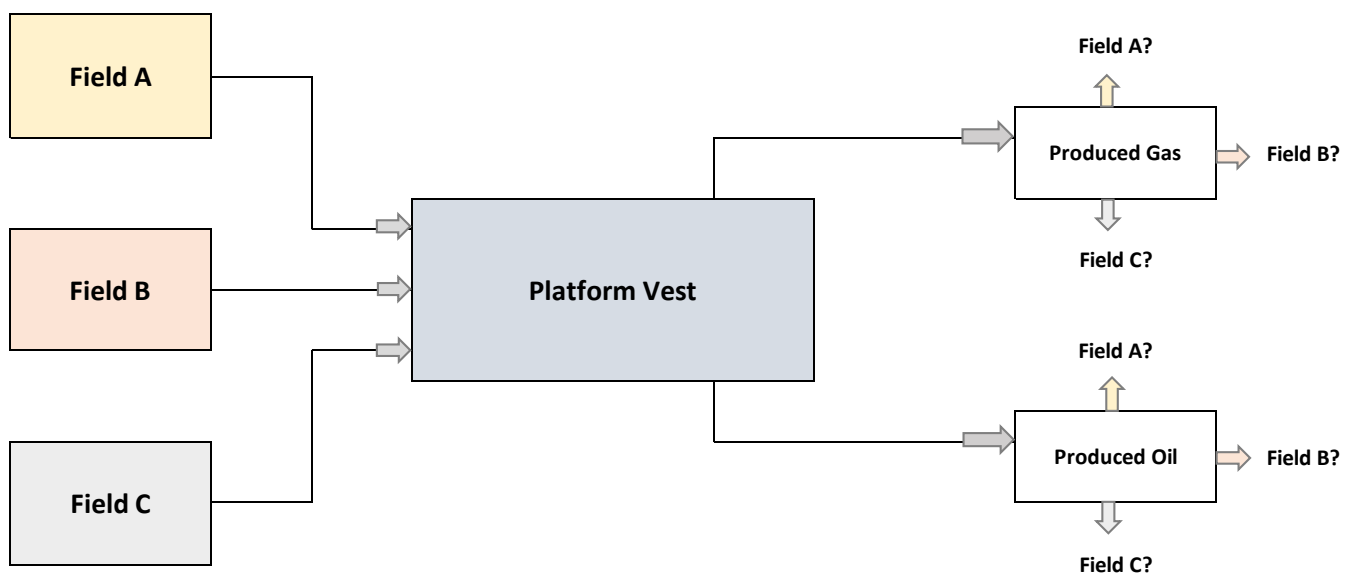 Field A
Field B
Field C
Platform Vest
Field A?
Produced Gas
Field B?
Field C?
Field A?
Produced Oil
Field B?
Field C?